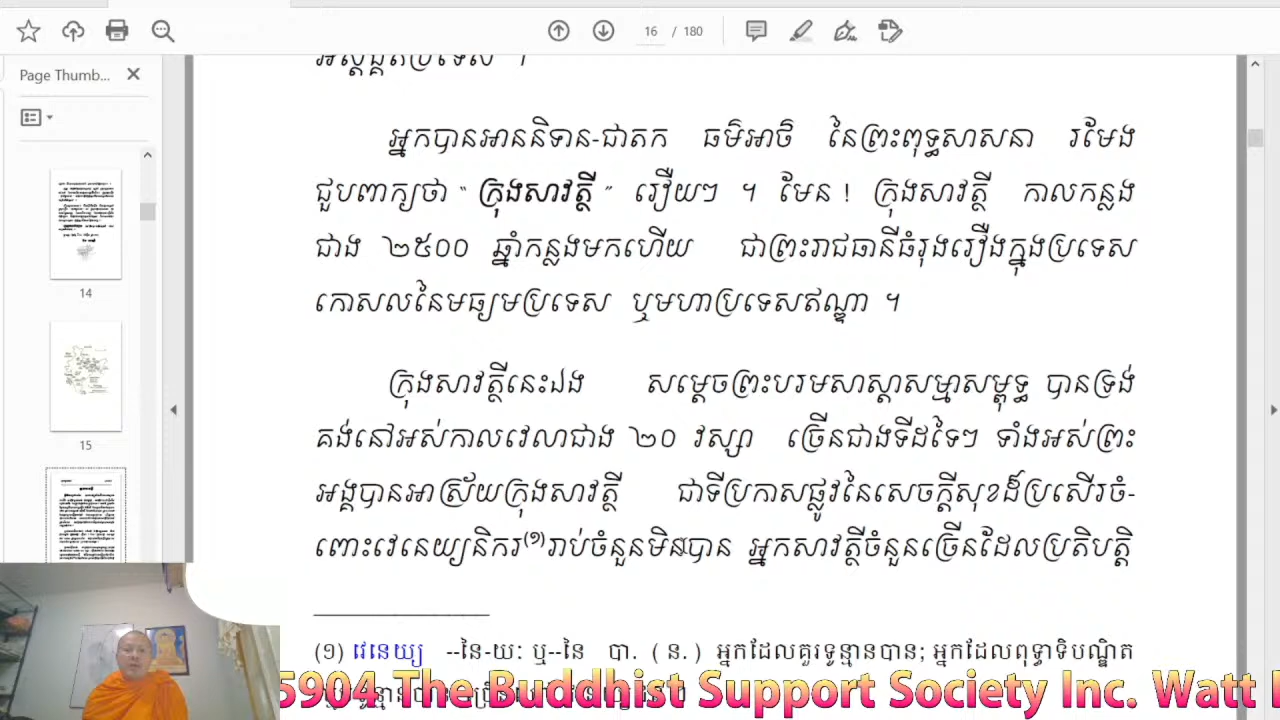 16 / 180
Page Thumb...
អស្ដង្គតប្រទេស ។
14
15
អ្នកបានអាននិទាន-ជាតក ធម៌អាថ៌ នៃព្រះពុទ្ធសាសនា រមែង
ជួបពាក្យថា “ ក្រុងសាវត្ថី ” រឿយៗ ។ មែន ! ក្រុងសាវត្ថី កាលកន្លង
ជាង ២៥០០ ឆ្នាំកន្លងមកហើយ ជាព្រះរាជធានីធំរុងរឿងក្នុងប្រទេស
កោសលនៃមធ្យមប្រទេស ឬមហាប្រទេសឥណ្ឌា ។
ក្រុងសាវត្ថីនេះឯង សម្ដេចព្រះបរមសាស្ដាសម្មាសម្ពុទ្ធ បានទ្រង់
គង់នៅអស់កាលវេលាជាង ២០ វស្សា ច្រើនជាងទីដទៃៗ ទាំងអស់ព្រះ
អង្គបានអាស្រ័យក្រុងសាវត្ថី ជាទីប្រកាសផ្លូវនៃសេចក្ដីសុខដ៏ប្រសើរចំ-
ពោះវេនេយ្យនិករ(១)រាប់ចំនួនមិនបាន អ្នកសាវត្ថីចំនួនច្រើនដែលប្រតិបត្តិ
(១) វេនេយ្យ --នៃ-យៈ ឬ--នៃ បា. ( ន. ) អ្នកដែលគួរទូន្មានបាន; អ្នកដែលពុទ្ធាទិបណ្ឌិត
5904 The Buddhist Support Society Inc. Watt